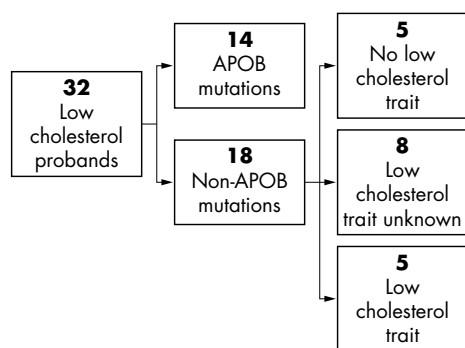 32
Low
cholesterol
probands
14
APOB
mutations
18
Non-APOB
mutations
5
No low
cholesterol
trait
8
Low
cholesterol
trait unknown
5
Low
cholesterol
trait